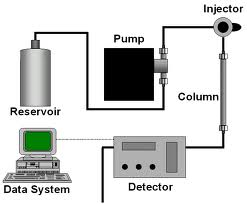 Injector
Pump
Reservoir
Column
Data System
Detector